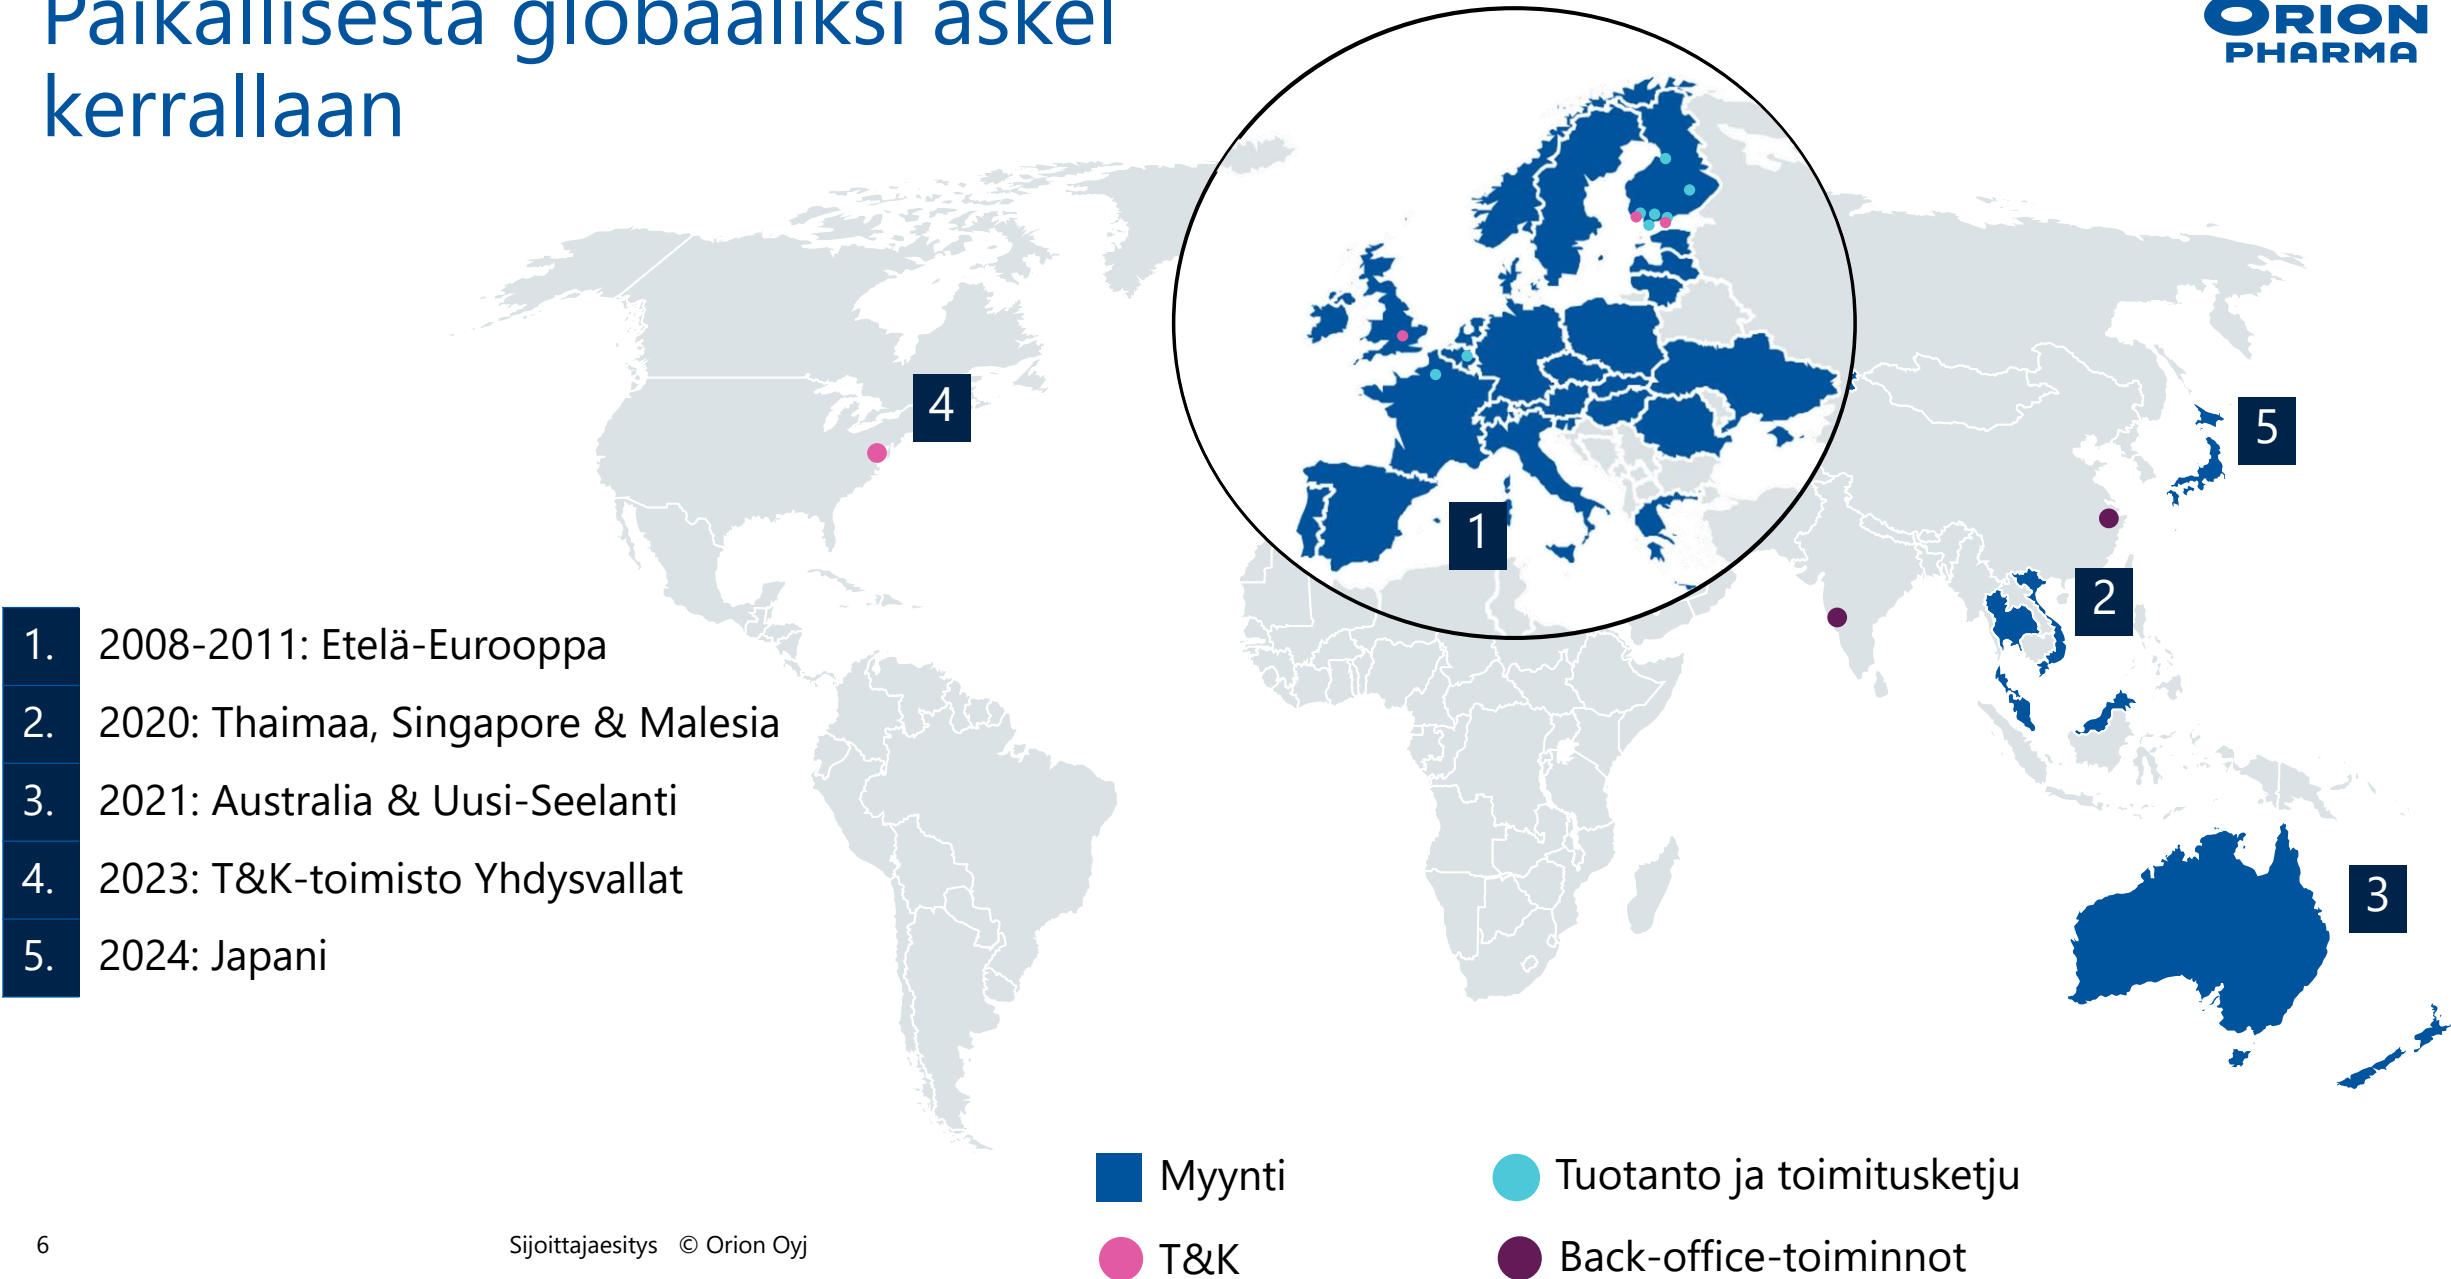 Paikallisesta globaaliksi askel
kerrallaan
ORION
PHARMA
4
5
1
2
3
1. 2008-2011: Etelä-Eurooppa
2. 2020: Thaimaa, Singapore & Malesia
3. 2021: Australia & Uusi-Seelanti
4. 2023: T&K-toimisto Yhdysvallat
5. 2024: Japani
Myynti
Tuotanto ja toimitusketju
T&K
Back-office-toiminnot
6
Sijoittajaesitys © Orion Oyj